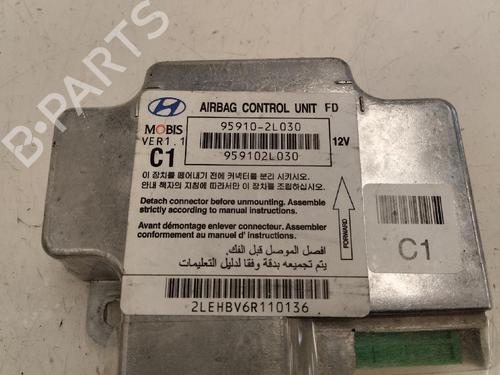 B-PARTS
AIRBAG CONTROL UNIT FD
MOBIS
VER1.1
C1
95910-2L030
959102L030
12V
이 장치를 떼어내기 전에 커넥터를 분리 시키시오.
안내 책자의 지침에 따라서만 이 장치를 조립하십시오.
Detach connector before unmounting. Assemble
strictly according to manual instructions.
Avant démontage enlever connecteur. Assembler
conformement au manuel d' instructions.
افصل الموصل قبل الفك.
يتم تجميعه بدقة وفقا لدليل التعليمات
FORWARD
2LEHBV6R110136
C1